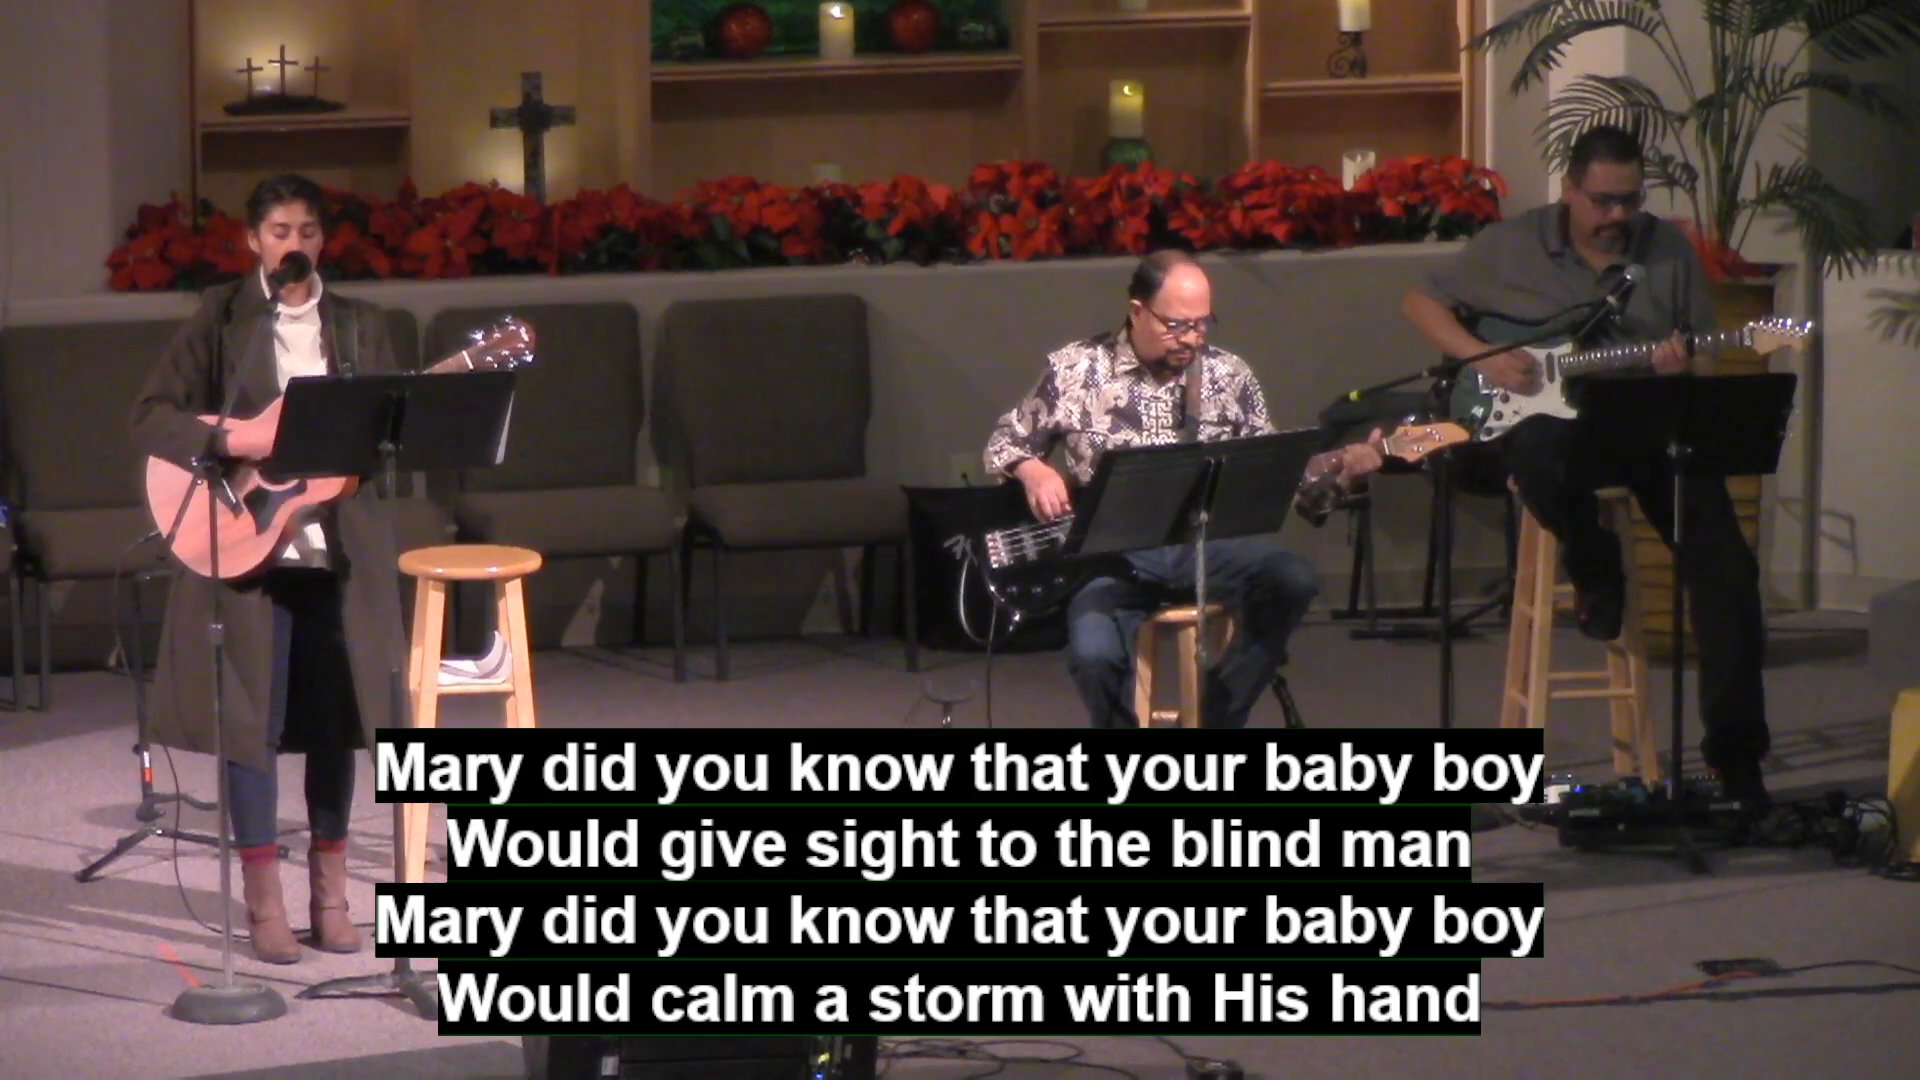 Mary did you know that your baby boy
Would give sight to the blind man
Mary did you know that your baby boy
Would calm a storm with His hand